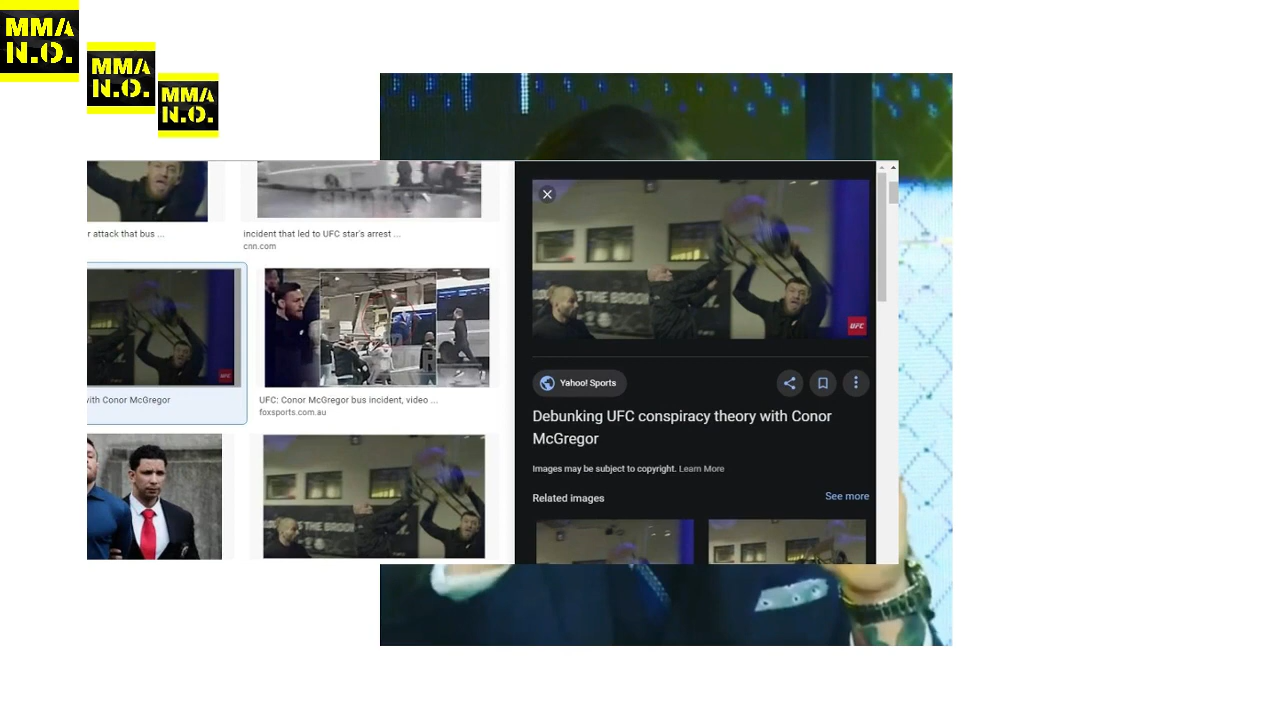 MMA
N.O.
MMA
N.O.
MMA
N.O.
r attack that bus ...
incident that led to UFC star's arrest ...
cnn.com
with Conor McGregor
UFC: Conor McGregor bus incident, video ...
foxsports.com.au
THE BROOK
UFC
Yahoo! Sports
Debunking UFC conspiracy theory with Conor
McGregor
Images may be subject to copyright. Learn More
Related images
See more